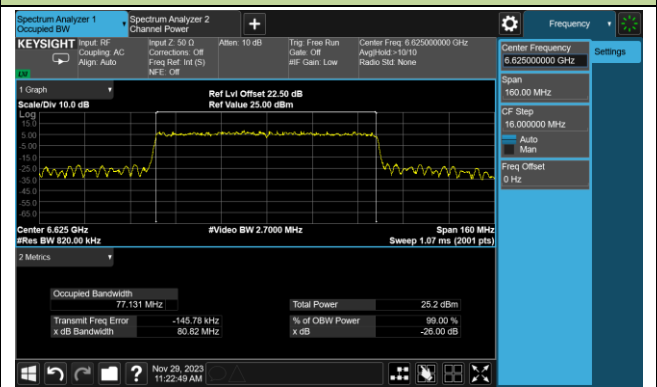 Spectrum Analyzer 1
Occupied BW
Spectrum Analyzer 2
Channel Power
Frequency
KEYSIGHT
Input: RF
Coupling: AC
Align: Auto
Input Z: 50 Ω
Corrections: Off
Freq Ref: Int (S)
NFE: Off
Atten: 10 dB
Trig: Free Run
Gate: Off
#IF Gain: Low
Center Freq: 6.625000000 GHz
Avg|Hold:>10/10
Radio Std: None
Center Frequency
6.625000000 GHz
Settings
Span
160.00 MHz
CF Step
16.000000 MHz
Auto
Man
Freq Offset
0 Hz
1 Graph
Scale/Div 10.0 dB
Ref Lvl Offset 22.50 dB
Ref Value 25.00 dBm
Log
15.0
5.00
-5.00
-15.0
-25.0
-35.0
-45.0
-55.0
-65.0
Center 6.625 GHz
#Res BW 820.00 kHz
#Video BW 2.7000 MHz
Span 160 MHz
Sweep 1.07 ms (2001 pts)
2 Metrics
Occupied Bandwidth
77.131 MHz
Total Power 25.2 dBm
Transmit Freq Error -145.78 kHz
% of OBW Power 99.00 %
x dB Bandwidth 80.82 MHz
x dB -26.00 dB
Nov 29, 2023
11:22:49 AM